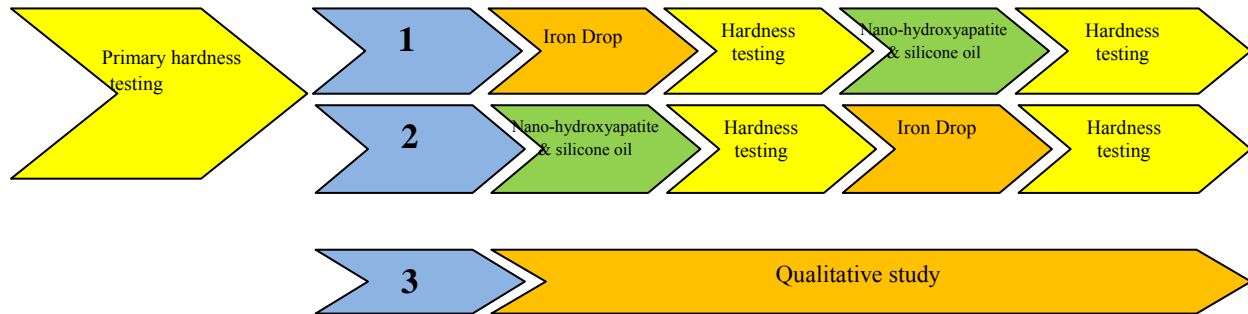 Primary hardness
testing
1
Iron Drop
Hardness
testing
Nano-hydroxyapatite
& silicone oil
Hardness
testing
2
Nano-hydroxyapatite
& silicone oil
Hardness
testing
Iron Drop
Hardness
testing
3
Qualitative study